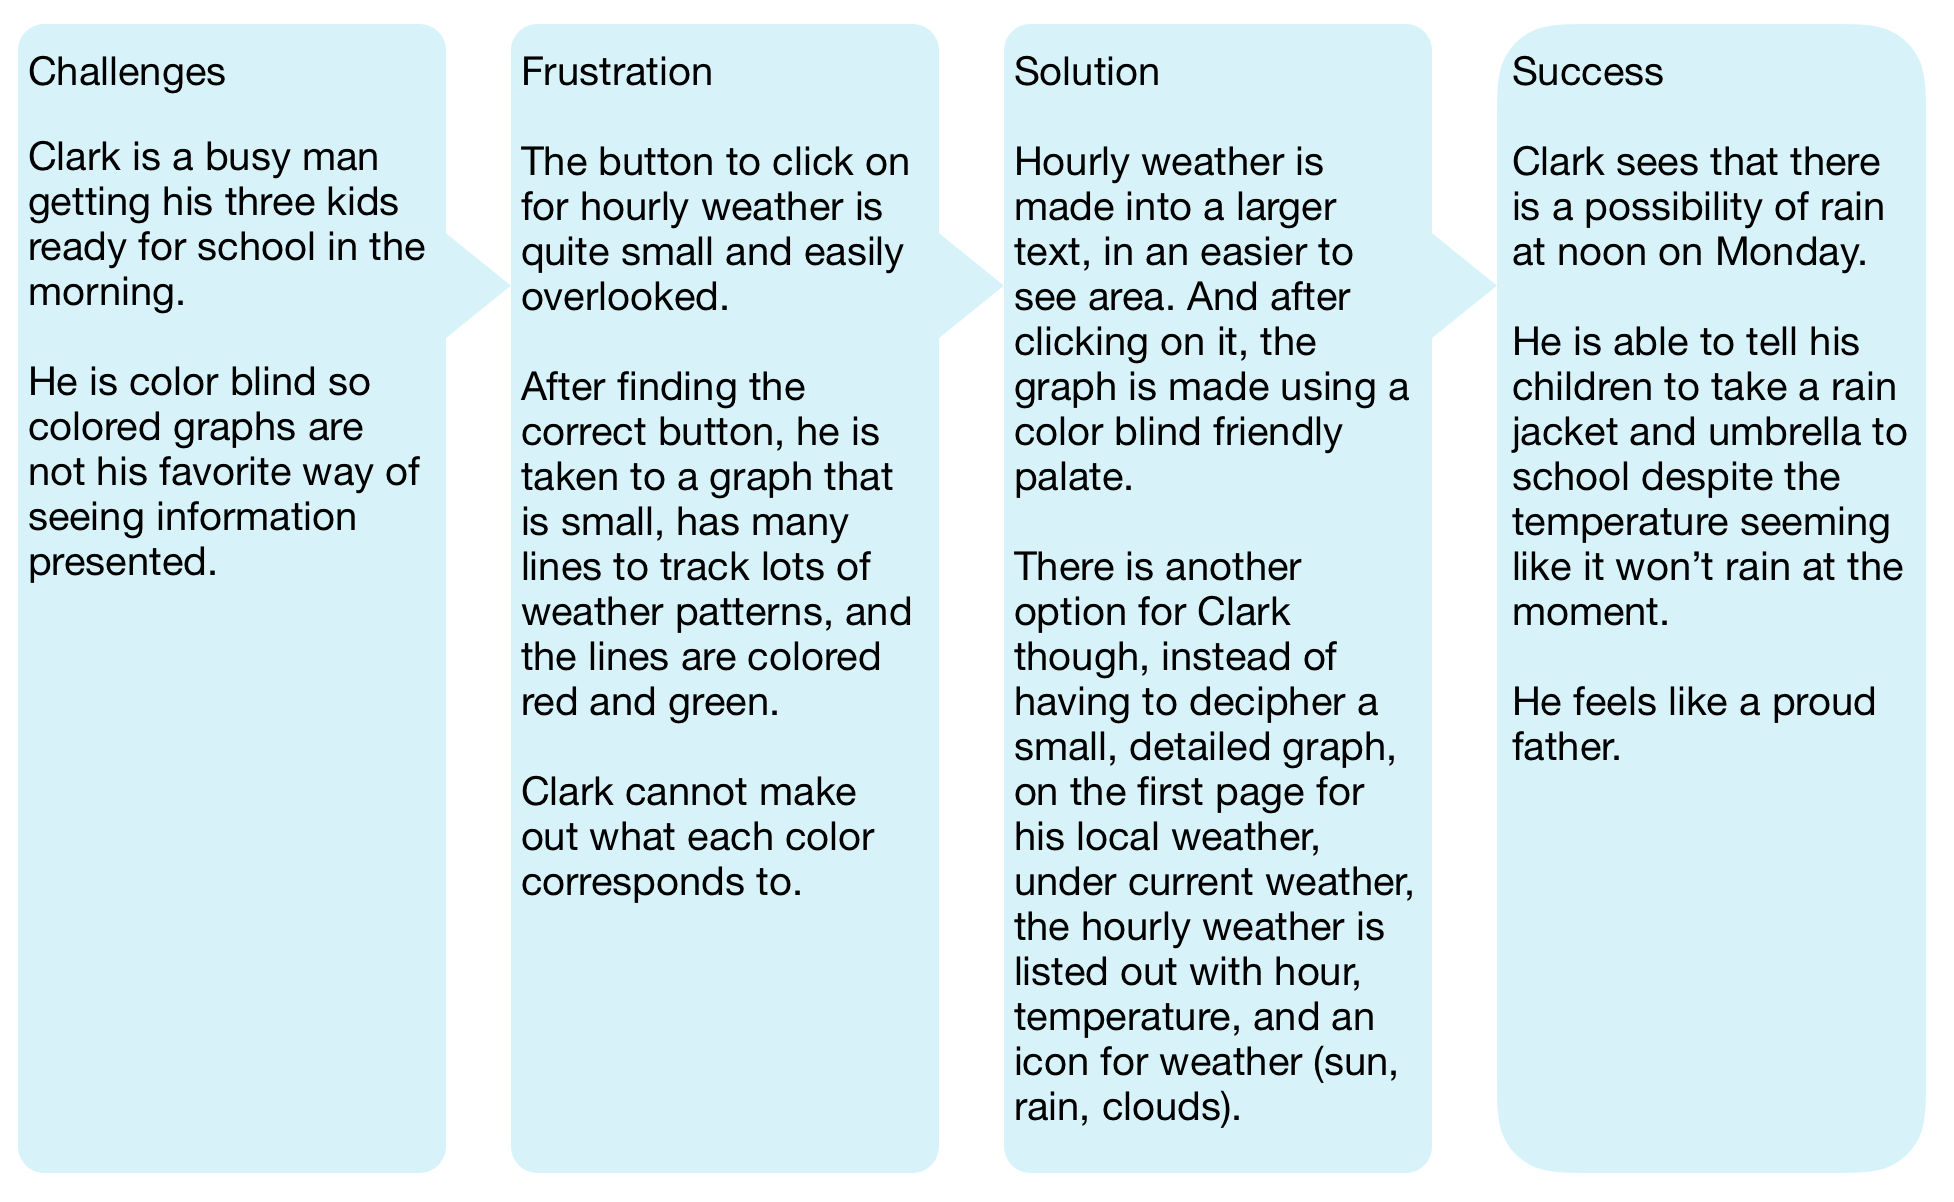 Challenges
Clark is a busy man
getting his three kids
ready for school in the
morning.
He is color blind so
colored graphs are
not his favorite way of
seeing information
presented.
Frustration
The button to click on
for hourly weather is
quite small and easily
overlooked.
After finding the
correct button, he is
taken to a graph that
is small, has many
lines to track lots of
weather patterns, and
the lines are colored
red and green.
Clark cannot make
out what each color
corresponds to.
Solution
Hourly weather is
made into a larger
text, in an easier to
see area. And after
clicking on it, the
graph is made using a
color blind friendly
palate.
There is another
option for Clark
though, instead of
having to decipher a
small, detailed graph,
on the first page for
his local weather,
under current weather,
the hourly weather is
listed out with hour,
temperature, and an
icon for weather (sun,
rain, clouds).
Success
Clark sees that there
is a possibility of rain
at noon on Monday.
He is able to tell his
children to take a rain
jacket and umbrella to
school despite the
temperature seeming
like it won’t rain at the
moment.
He feels like a proud
father.